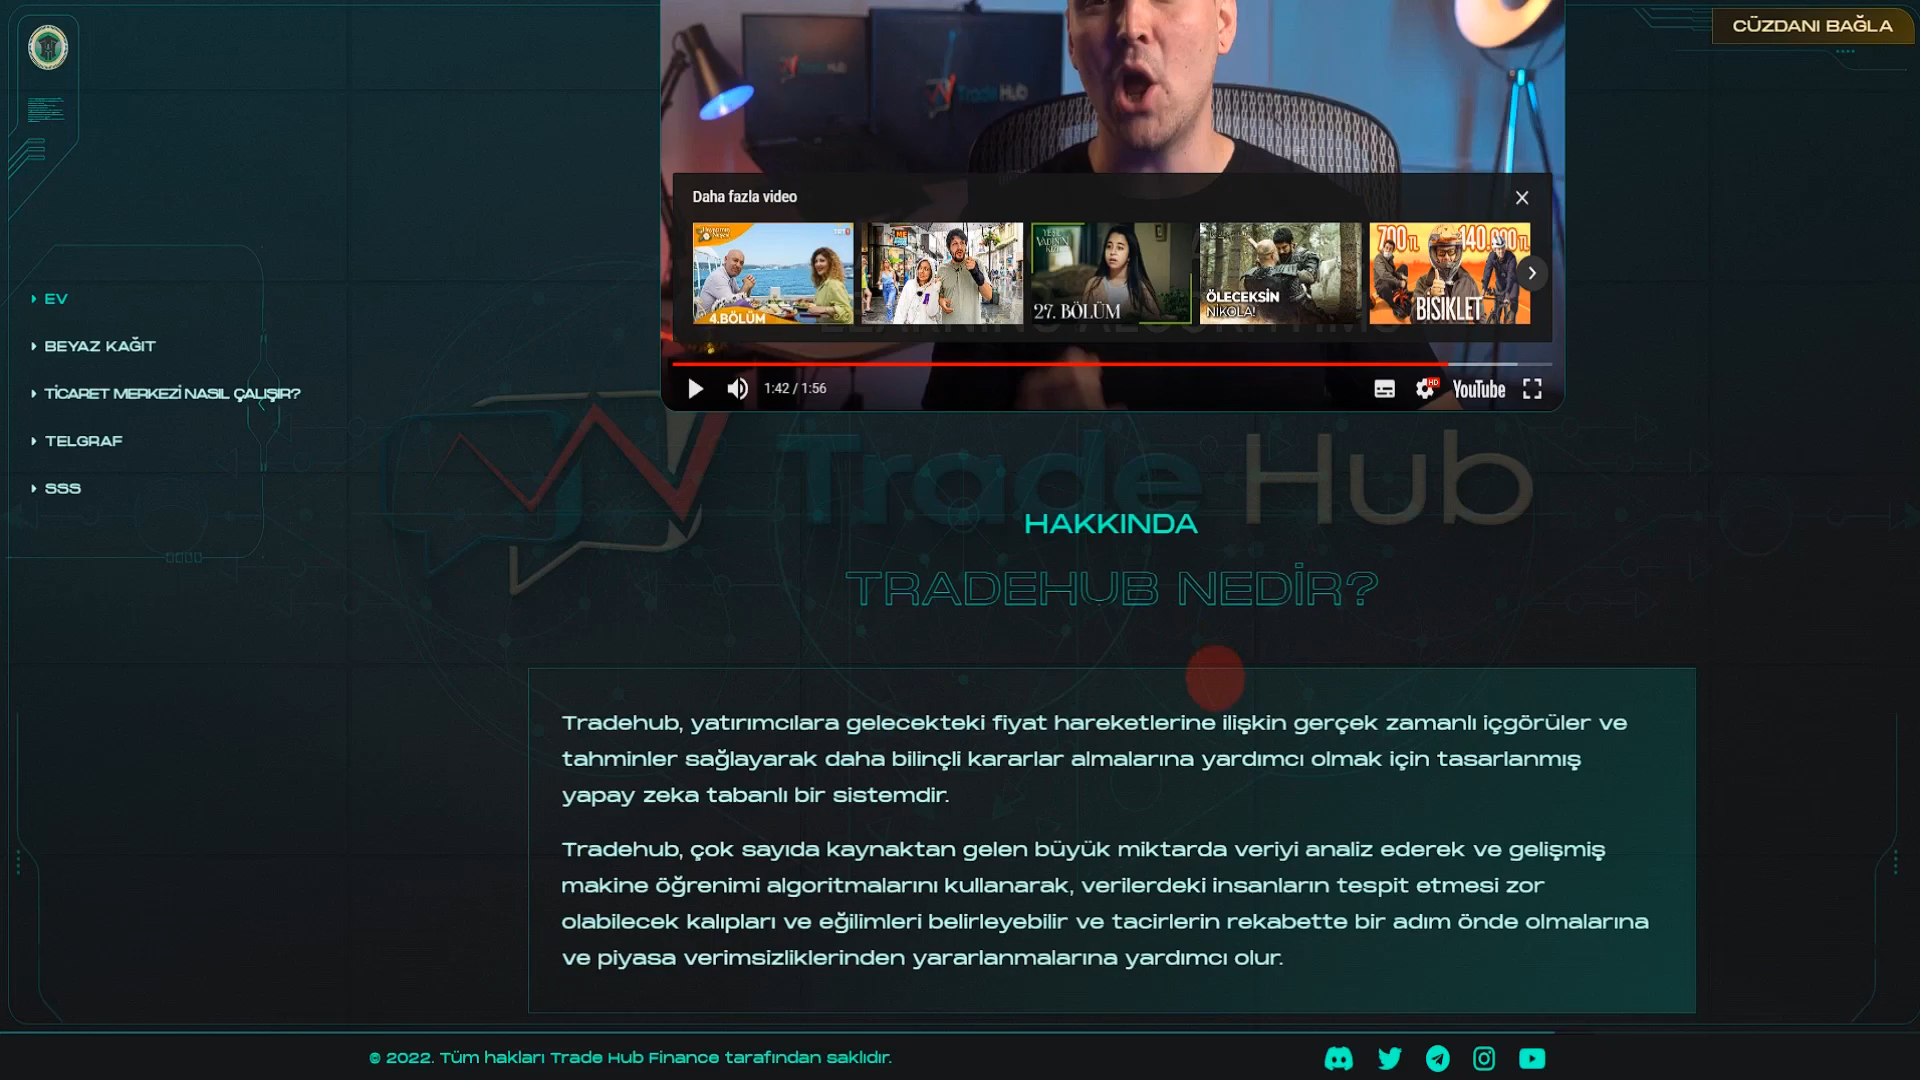 CÜZDANI BAĞLA
Trade Hub
Trade Hub
Daha fazla video
4.BÖLÜM
27. BÖLÜM
ÖLECEKSİN
NİKOLA!
700TL
140.000TL
BISIKLET
1:42 / 1:56
HD
YouTube
EV
BEYAZ KAĞIT
TİCARET MERKEZİ NASIL ÇALIŞIR?
TELGRAF
SSS
Trade Hub
HAKKINDA
TRADEHUB NEDİR?
Tradehub, yatırımcılara gelecekteki fiyat hareketlerine ilişkin gerçek zamanlı içgörüler ve
tahminler sağlayarak daha bilinçli kararlar almalarına yardımcı olmak için tasarlanmış
yapay zeka tabanlı bir sistemdir.
Tradehub, çok sayıda kaynaktan gelen büyük miktarda veriyi analiz ederek ve gelişmiş
makine öğrenimi algoritmalarını kullanarak, verilerdeki insanların tespit etmesi zor
olabilecek kalıpları ve eğilimleri belirleyebilir ve tacirlerin rekabette bir adım önde olmalarına
ve piyasa verimsizliklerinden yararlanmalarına yardımcı olur.
© 2022. Tüm hakları Trade Hub Finance tarafından saklıdır.